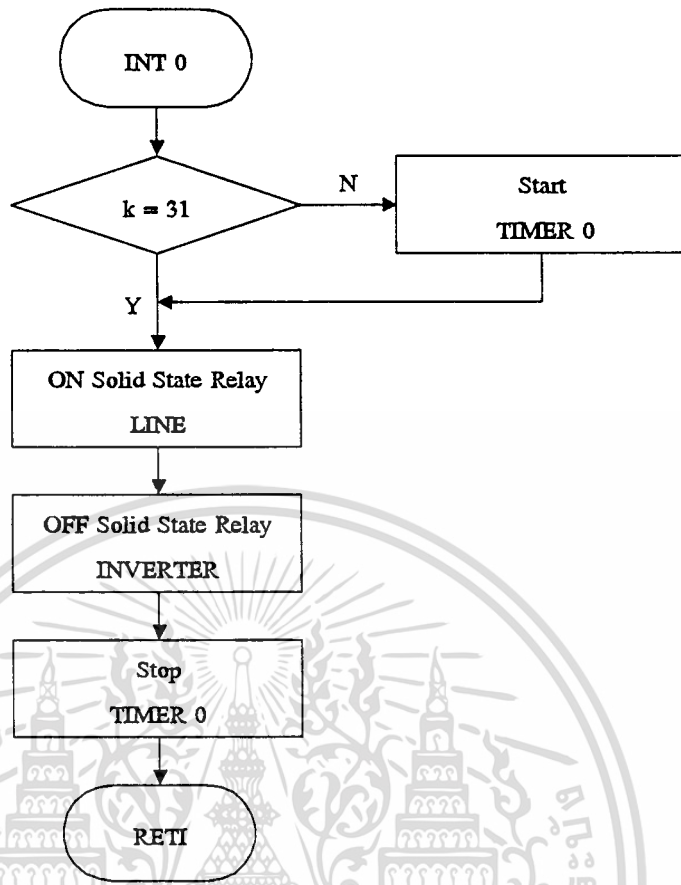 INT 0
k = 31
N
Start
TIMER 0
Y
ON Solid State Relay
LINE
OFF Solid State Relay
INVERTER
Stop
TIMER 0
RETI